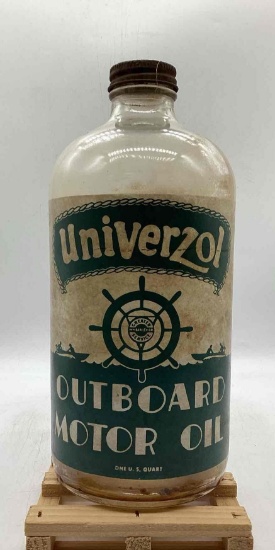 Univerzol
OUTBOARD
MOTOR OIL
ONE U. S. QUART